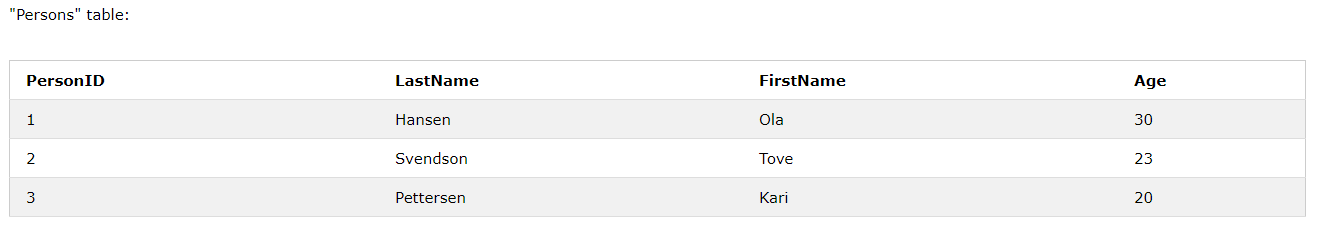 "Persons" table:
PersonID LastName FirstName Age
1 Hansen Ola 30
2 Svendson Tove 23
3 Pettersen Kari 20